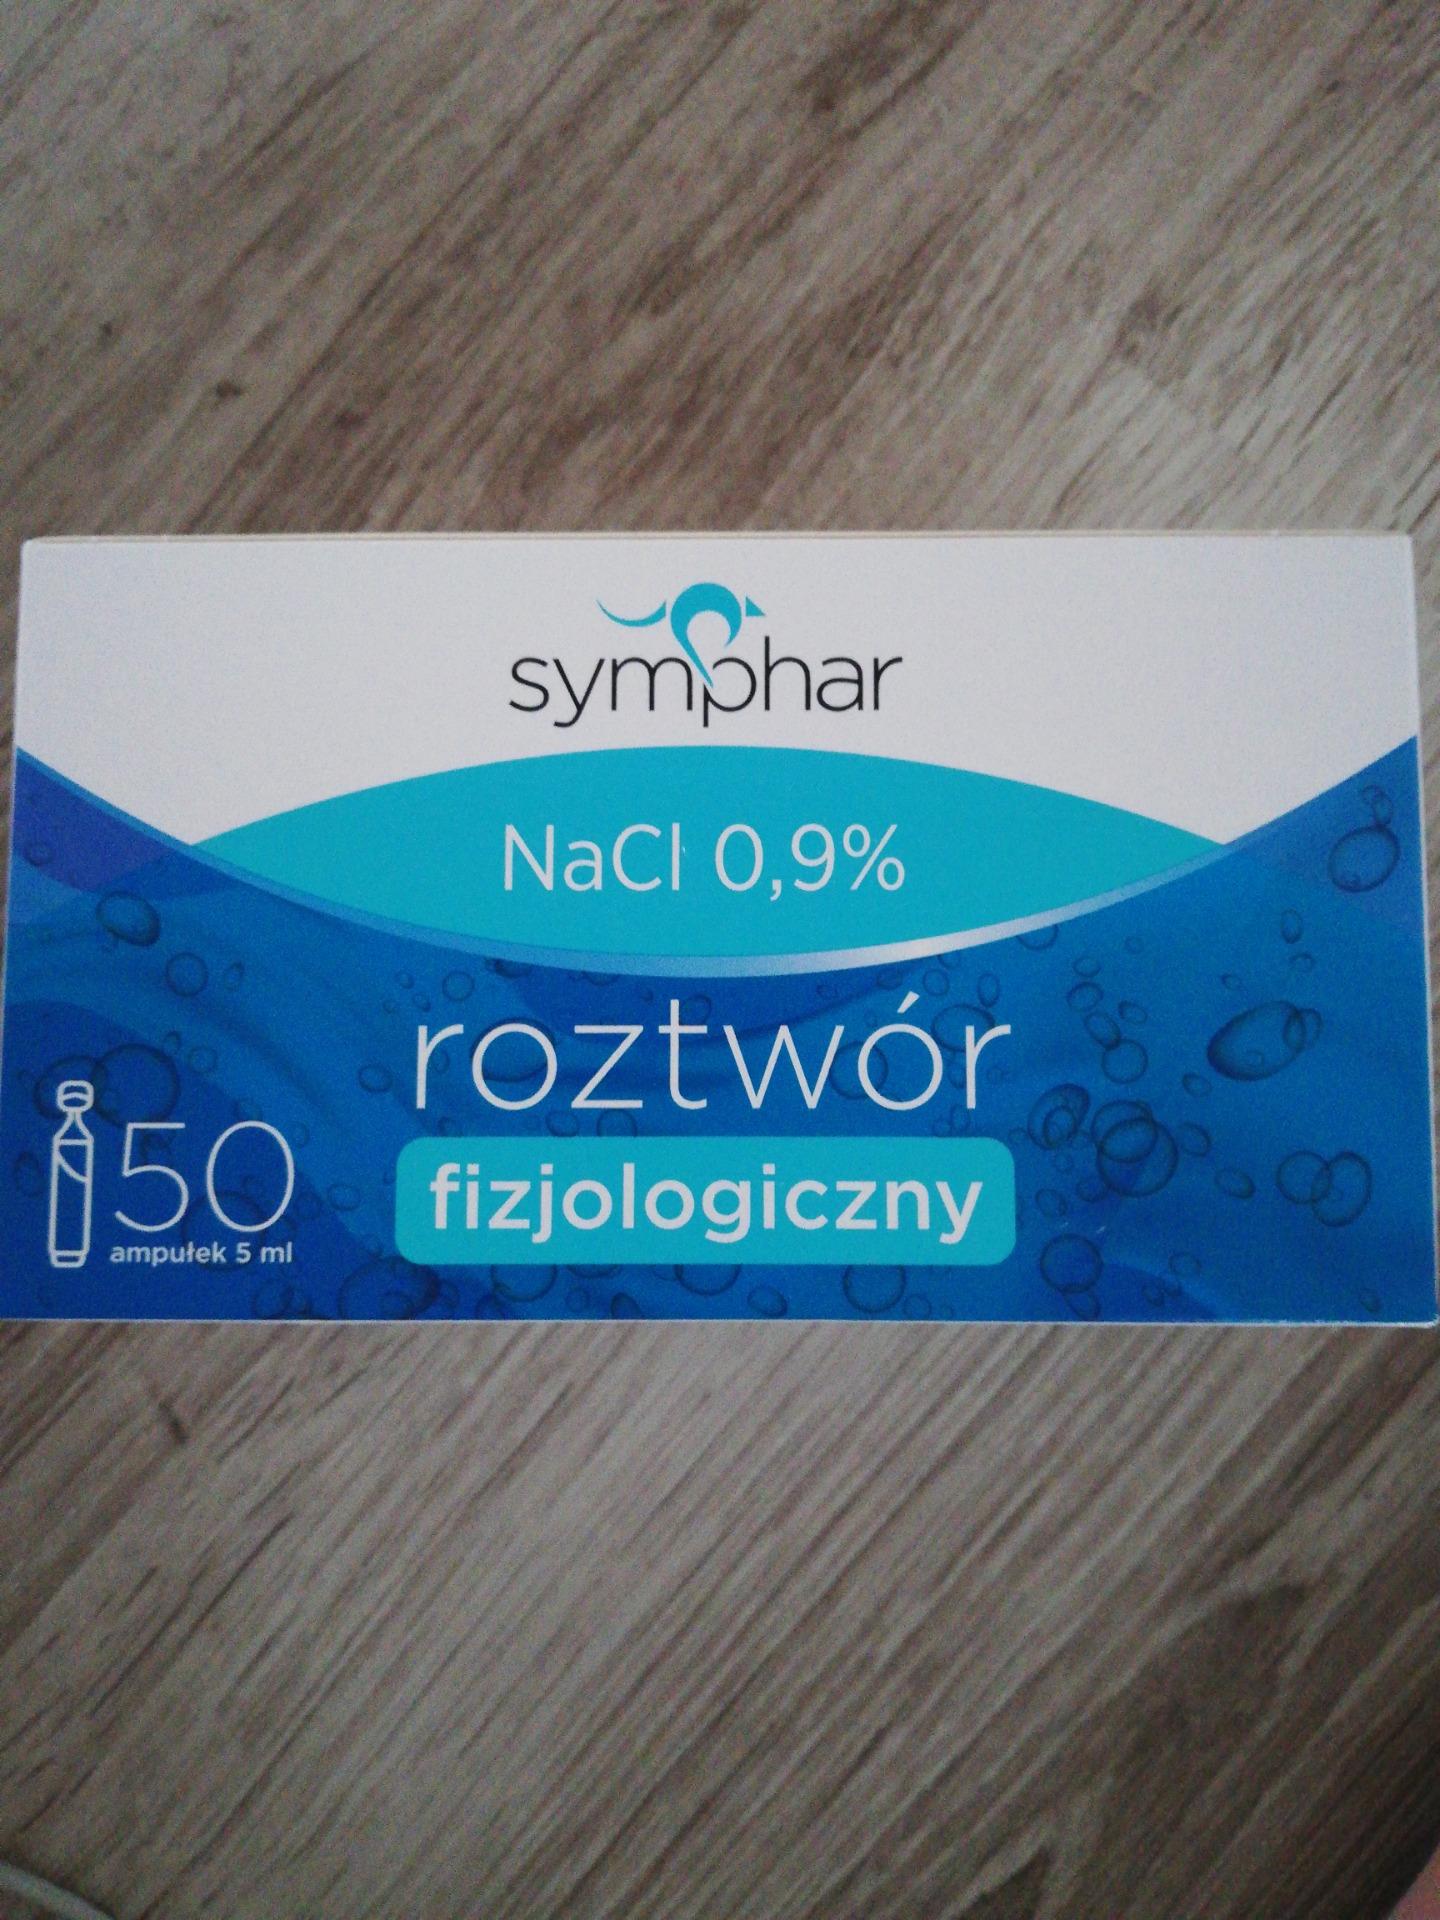 symphar
NaCl 0,9%
roztwór
fizjologiczny
50
ampułek 5 ml